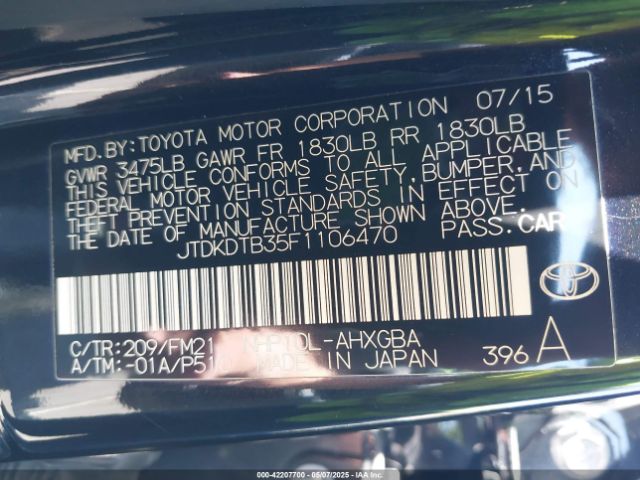 MFD.BY:TOYOTA MOTOR CORPORATION 07/15
GVWR 3475LB GAWR FR 1830LB RR 1830LB
THIS VEHICLE CONFORMS TO ALL APPLICABLE
FEDERAL MOTOR VEHICLE SAFETY,BUMPER,AND
THEFT PREVENTION STANDARDS IN EFFECT ON
THE DATE OF MANUFACTURE SHOWN ABOVE.
JTDKDTB35F1106470 PASS.CAR
C/TR:209/FM21 NHP10L-AHXGBA
A/TM:-01A/P510 MADE IN JAPAN 396 A
000-42207700 - 05/07/2025 - IAA Inc.